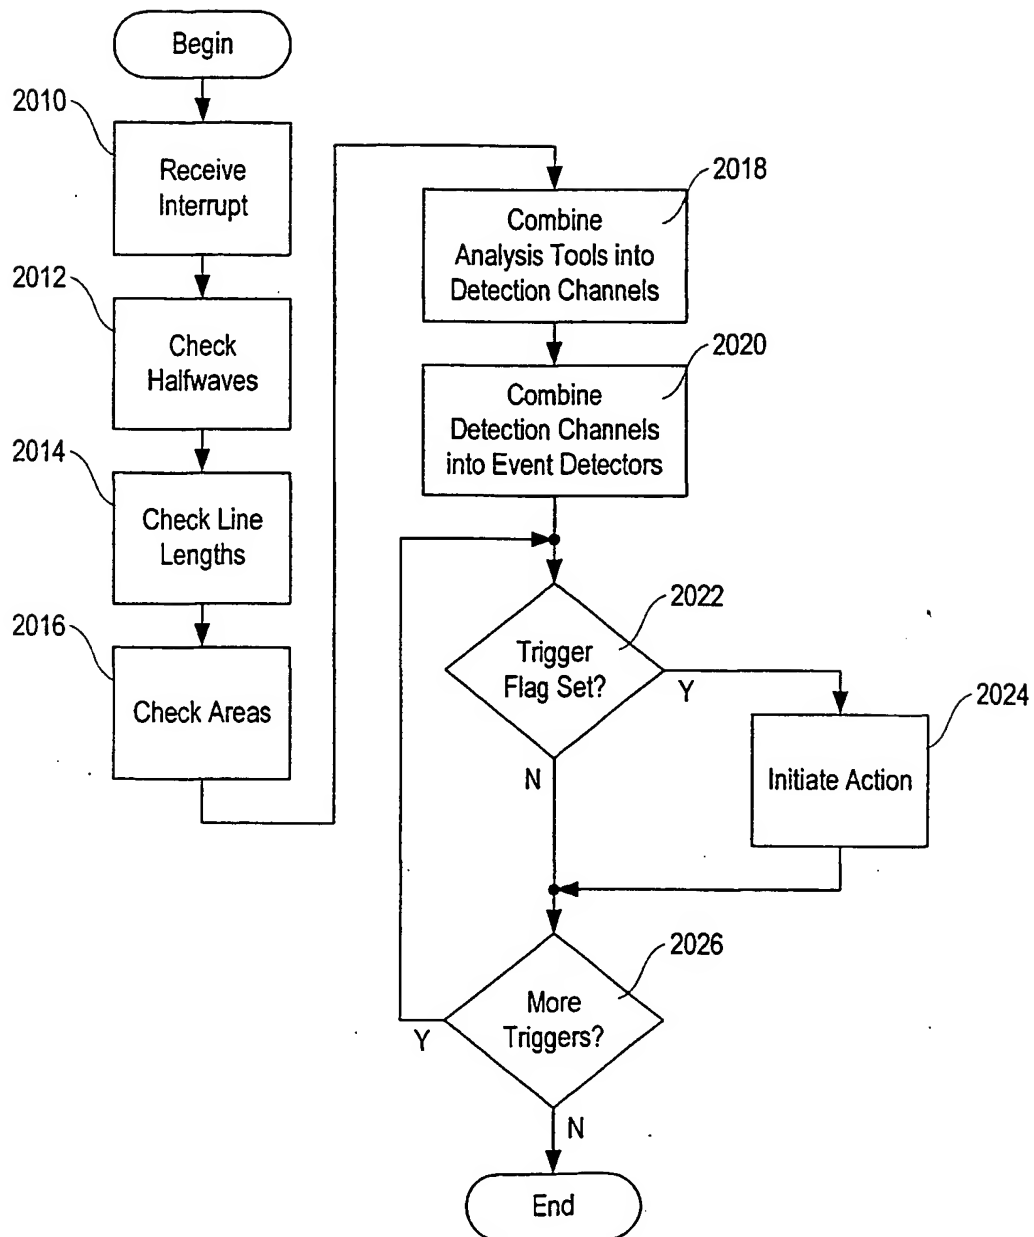 Begin
2010
Receive
Interrupt
2012
Check
Halfwaves
2014
Check Line
Lengths
2016
Check Areas
2018
Combine
Analysis Tools into
Detection Channels
2020
Combine
Detection Channels
into Event Detectors
2022
Trigger
Flag Set?
Y
N
2024
Initiate Action
2026
More
Triggers?
Y
N
End